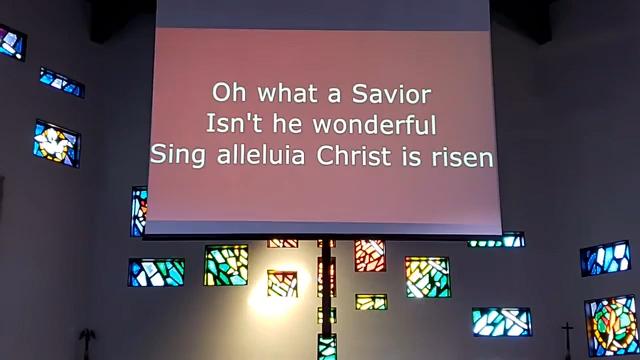 Oh what a Savior
Isn't he wonderful
Sing alleluia Christ is risen